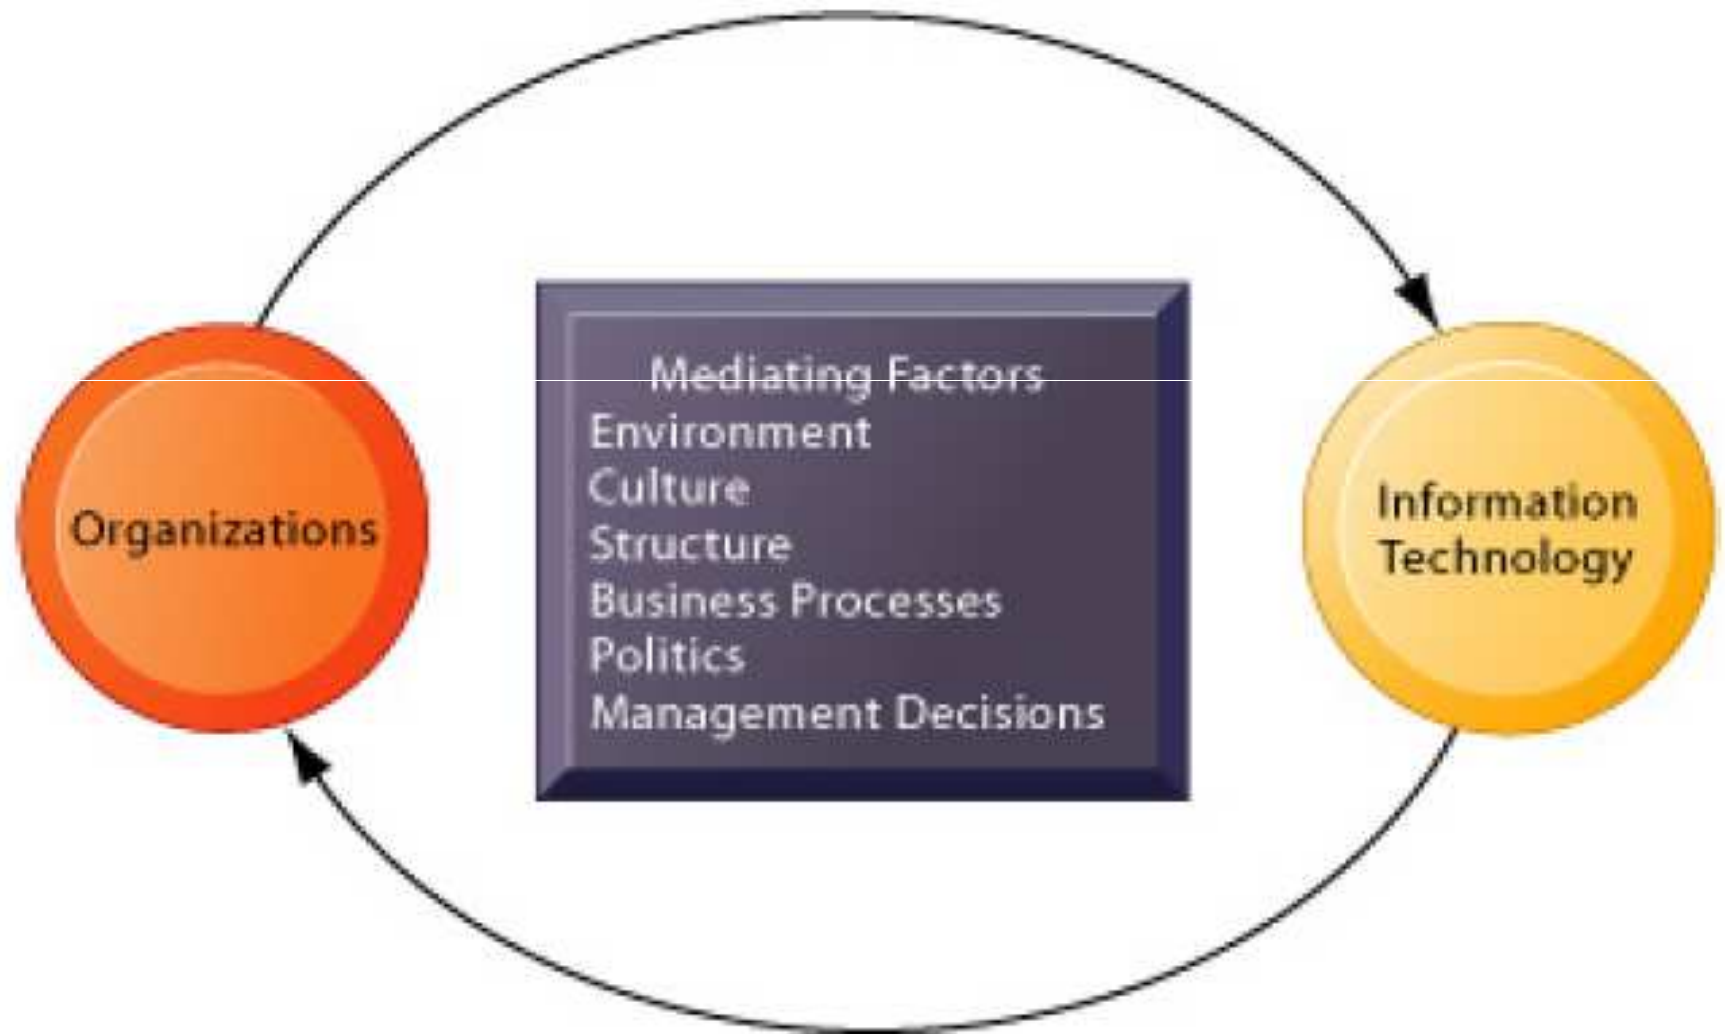 Organizations
Mediating Factors
Environment
Culture
Structure
Business Processes
Politics
Management Decisions
Information
Technology